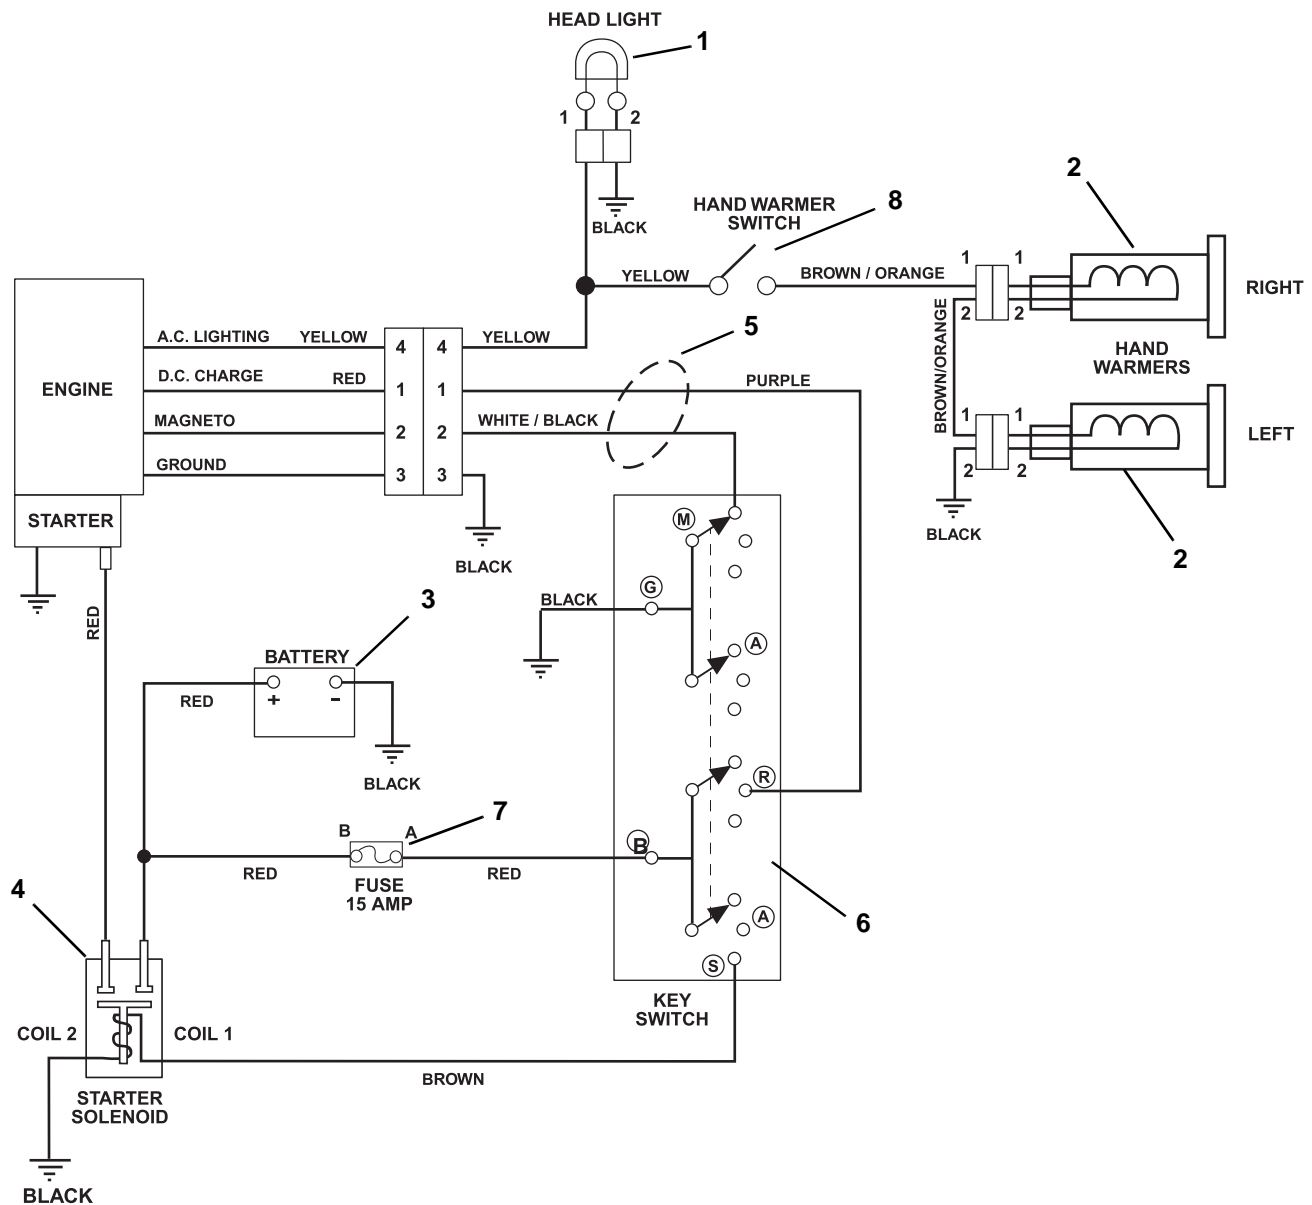 HEAD LIGHT
1
1
2
BLACK
HAND WARMER
SWITCH
8
2
YELLOW
BROWN / ORANGE
1
1
2
2
RIGHT
BROWN/ORANGE
HAND
WARMERS
1
1
2
2
LEFT
BLACK
2
A.C. LIGHTING
YELLOW
4
4
YELLOW
5
D.C. CHARGE
RED
1
1
PURPLE
ENGINE
MAGNETO
2
2
WHITE / BLACK
GROUND
3
3
BLACK
STARTER
RED
M
G
BLACK
A
3
BATTERY
+
-
RED
BLACK
R
7
B
A
B
RED
RED
FUSE
15 AMP
4
A
6
S
KEY
SWITCH
COIL 2
COIL 1
BROWN
STARTER
SOLENOID
BLACK